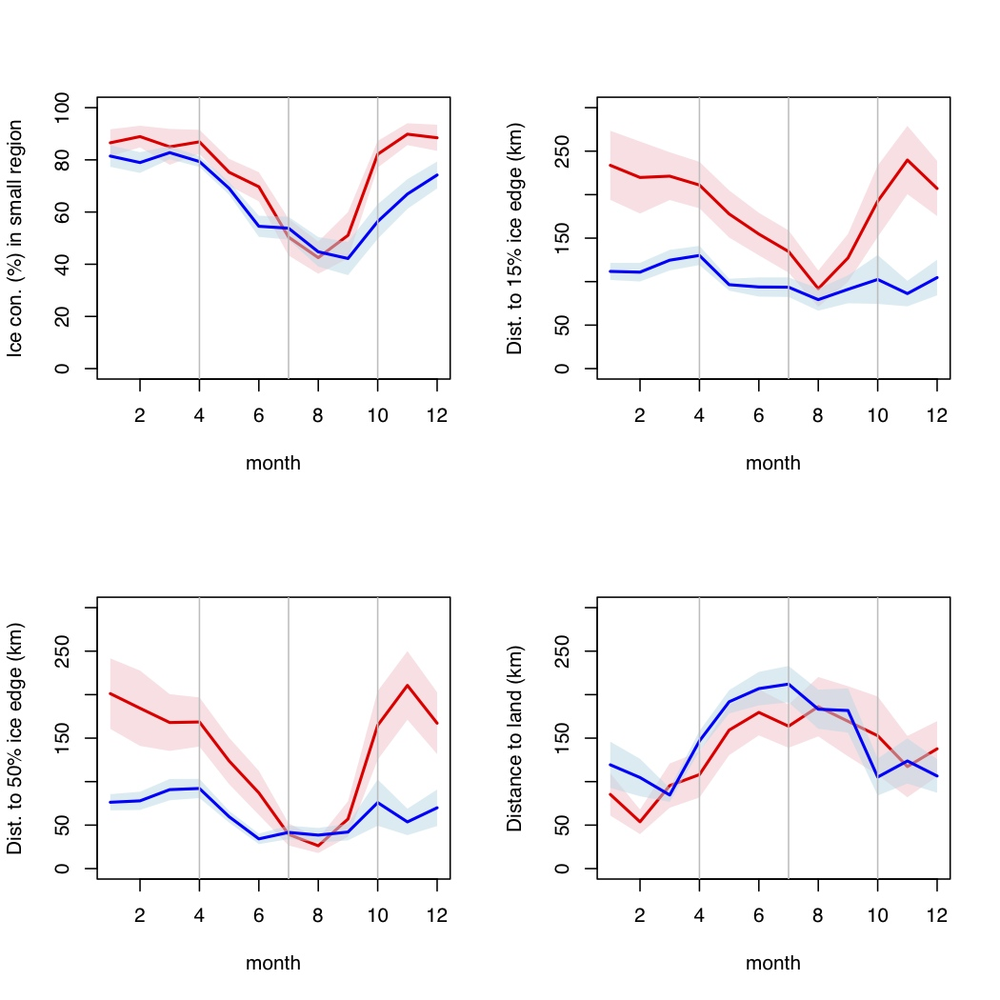 Ice con. (%) in small region
100
80
60
40
20
0
2 4 6 8 10 12
month
Dist. to 15% ice edge (km)
250
150
50
0
2 4 6 8 10 12
month
Dist. to 50% ice edge (km)
250
150
50
0
2 4 6 8 10 12
month
Distance to land (km)
250
150
50
0
2 4 6 8 10 12
month